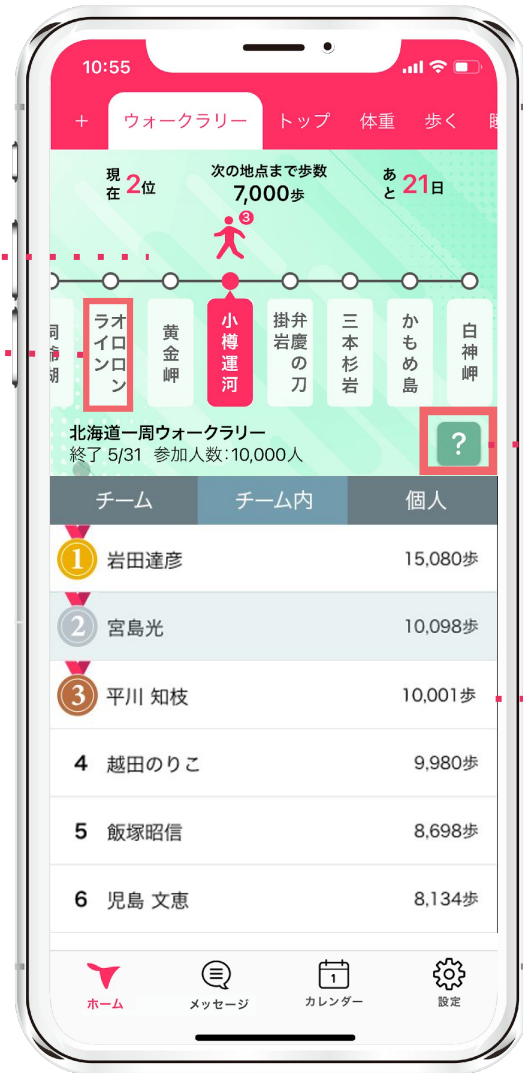 10:55
+ ウォークラリー トップ 体重 歩く
現在2位
次の地点まで歩数
7,000歩
あと21日
3
オロロンライン
黄金岬
小樽運河
弁慶の刀掛岩
三本杉岩
かもめ島
白神岬
北海道一周ウォークラリー
終了 5/31 参加人数:10,000人
?
チーム チーム内 個人
1 岩田達彦 15,080歩
2 宮島光 10,098歩
3 平川 知枝 10,001歩
4 越田のりこ 9,980歩
5 飯塚昭信 8,698歩
6 児島 文恵 8,134歩
1
ホーム メッセージ カレンダー 設定